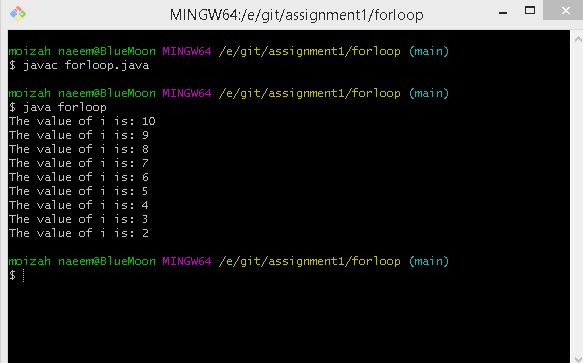 MINGW64:/e/git/assignment1/forloop
moizah naeem@BlueMoon MINGW64 /e/git/assignment1/forloop (main)
$ javac forloop.java
moizah naeem@BlueMoon MINGW64 /e/git/assignment1/forloop (main)
$ java forloop
The value of i is: 10
The value of i is: 9
The value of i is: 8
The value of i is: 7
The value of i is: 6
The value of i is: 5
The value of i is: 4
The value of i is: 3
The value of i is: 2
moizah naeem@BlueMoon MINGW64 /e/git/assignment1/forloop (main)
$